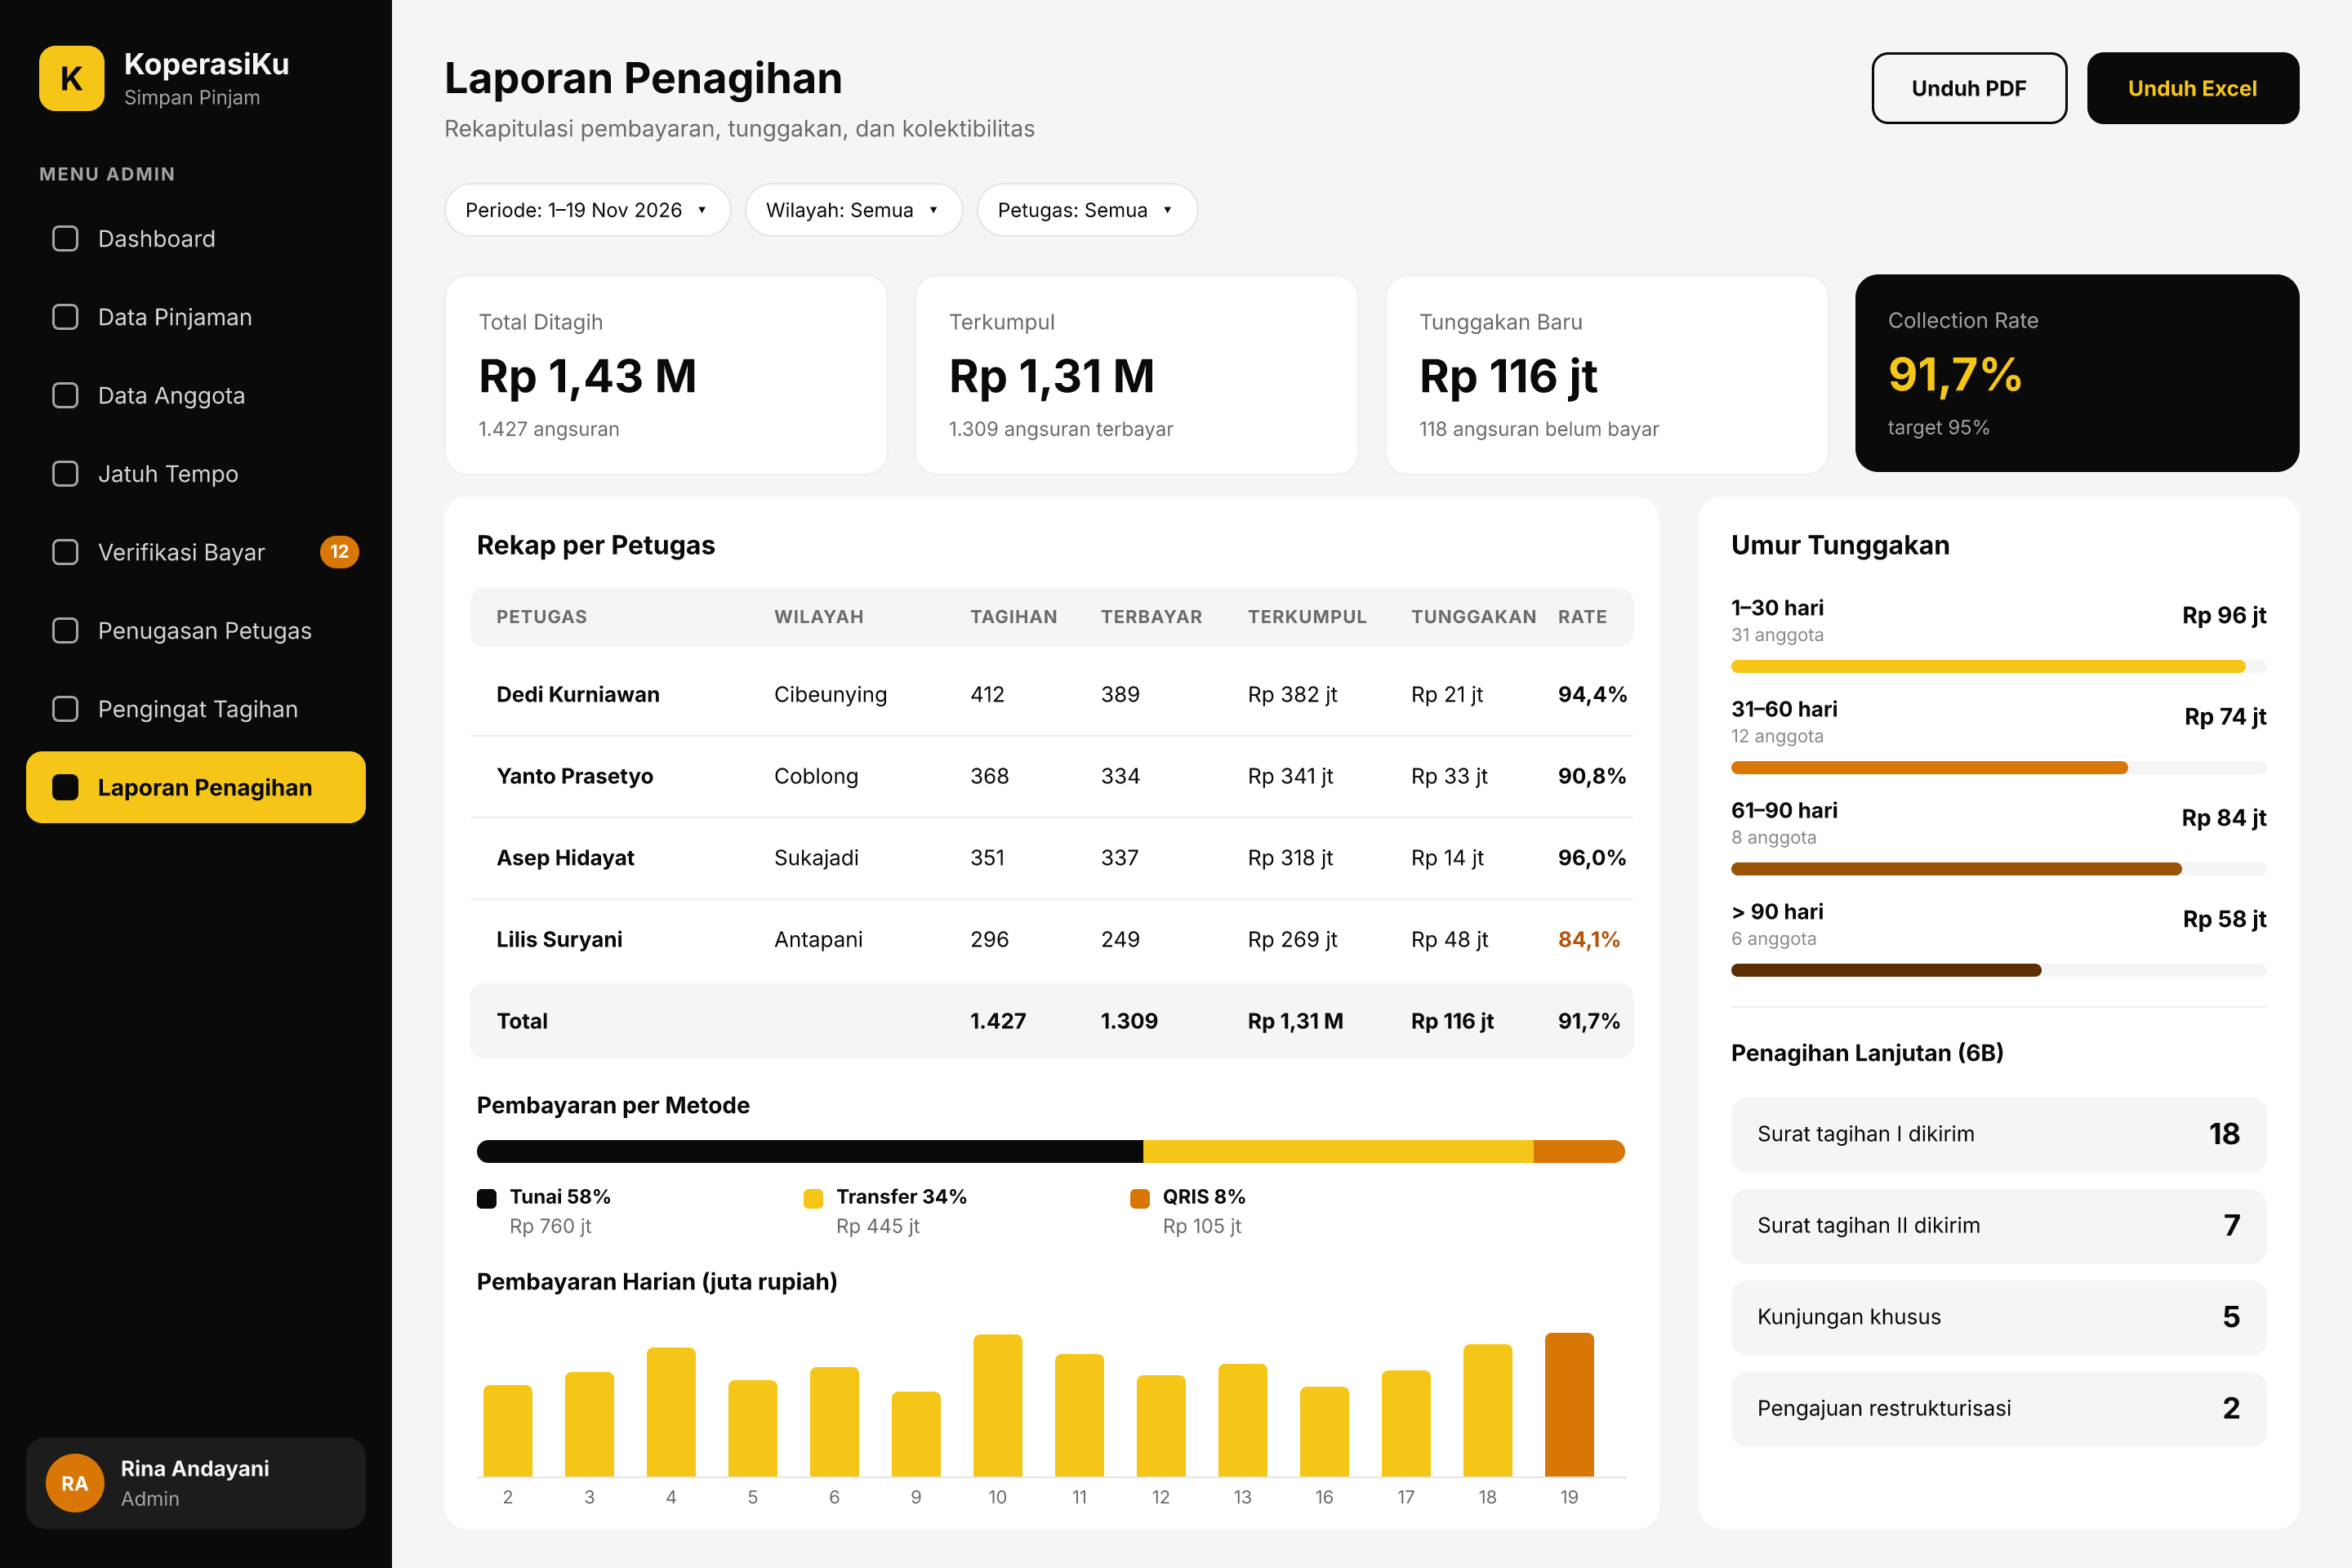 K
KoperasiKu
Simpan Pinjam
MENU ADMIN
Dashboard
Data Pinjaman
Data Anggota
Jatuh Tempo
Verifikasi Bayar 12
Penugasan Petugas
Pengingat Tagihan
Laporan Penagihan
RA
Rina Andayani
Admin
Laporan Penagihan
Rekapitulasi pembayaran, tunggakan, dan kolektibilitas
Unduh PDF
Unduh Excel
Periode: 1–19 Nov 2026 ▾
Wilayah: Semua ▾
Petugas: Semua ▾
Total Ditagih
Rp 1,43 M
1.427 angsuran
Terkumpul
Rp 1,31 M
1.309 angsuran terbayar
Tunggakan Baru
Rp 116 jt
118 angsuran belum bayar
Collection Rate
91,7%
target 95%
Rekap per Petugas
PETUGAS WILAYAH TAGIHAN TERBAYAR TERKUMPUL TUNGGAKAN RATE
Dedi Kurniawan Cibeunying 412 389 Rp 382 jt Rp 21 jt 94,4%
Yanto Prasetyo Coblong 368 334 Rp 341 jt Rp 33 jt 90,8%
Asep Hidayat Sukajadi 351 337 Rp 318 jt Rp 14 jt 96,0%
Lilis Suryani Antapani 296 249 Rp 269 jt Rp 48 jt 84,1%
Total 1.427 1.309 Rp 1,31 M Rp 116 jt 91,7%
Pembayaran per Metode
Tunai 58%
Rp 760 jt
Transfer 34%
Rp 445 jt
QRIS 8%
Rp 105 jt
Pembayaran Harian (juta rupiah)
2 3 4 5 6 9 10 11 12 13 16 17 18 19
Umur Tunggakan
1–30 hari
31 anggota
Rp 96 jt
31–60 hari
12 anggota
Rp 74 jt
61–90 hari
8 anggota
Rp 84 jt
> 90 hari
6 anggota
Rp 58 jt
Penagihan Lanjutan (6B)
Surat tagihan I dikirim 18
Surat tagihan II dikirim 7
Kunjungan khusus 5
Pengajuan restrukturisasi 2